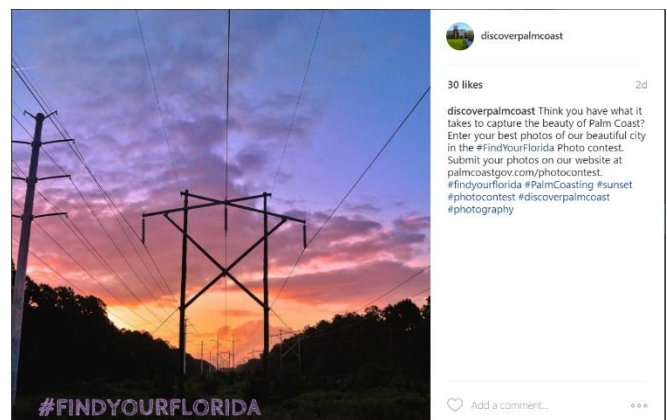 discoverpalmcoast
30 likes
2d
discoverpalmcoast Think you have what it
takes to capture the beauty of Palm Coast?
Enter your best photos of our beautiful city
in the #FindYourFlorida Photo contest.
Submit your photos on our website at
palmcoastgov.com/photocontest.
#findyourflorida #PalmCoasting #sunset
#photocontest #discoverpalmcoast
#photography
Add a comment...
#FINDYOURFLORIDA